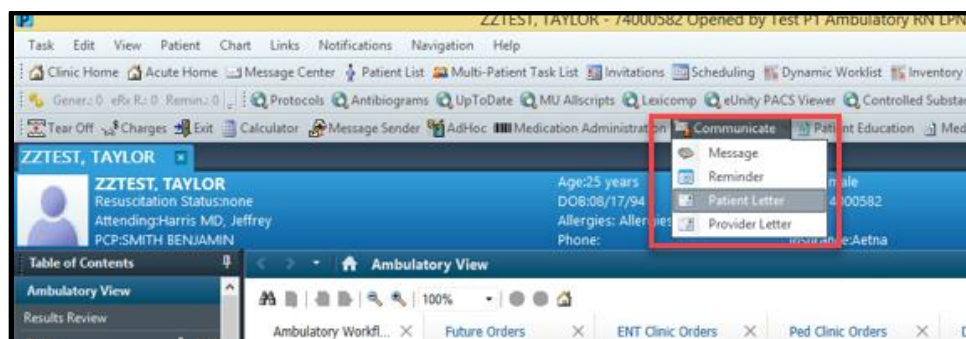 P ZZTEST, TAYLOR - 74000582 Opened by Test P1 Ambulatory RN LPN
Task Edit View Patient Chart Links Notifications Navigation Help
Clinic Home Acute Home Message Center Patient List Multi-Patient Task List Invitations Scheduling Dynamic Worklist Inventory
Gener.: 0 eRx R.: 0 Remin.: 0 Protocols Antibiograms UpToDate MU Allscripts Lexicomp eUnity PACS Viewer Controlled Substan
Tear Off Charges Exit Calculator Message Sender AdHoc Medication Administration Communicate Patient Education Med
ZZTEST, TAYLOR
Message
ZZTEST, TAYLOR Age:25 years Reminder male
Resuscitation Status:none DOB:08/17/94 Patient Letter 4000582
Attending:Harris MD, Jeffrey Allergies: Allergies Provider Letter
PCP:SMITH BENJAMIN Phone: Insurance:Aetna
Table of Contents Ambulatory View
Ambulatory View 100%
Results Review
Ambulatory Workfl... Future Orders ENT Clinic Orders Ped Clinic Orders D